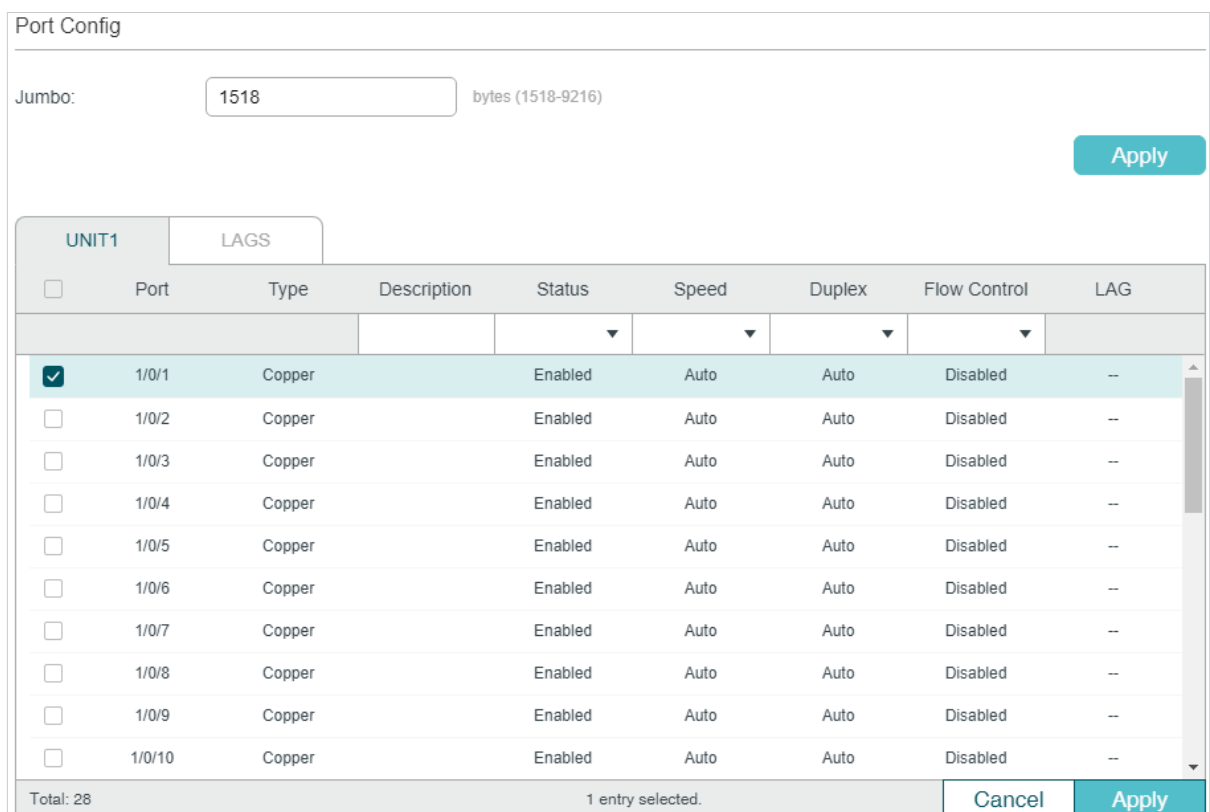 Port Config
Jumbo: 1518 bytes (1518-9216)
Apply
UNIT1 LAGS
Port Type Description Status Speed Duplex Flow Control LAG
1/0/1 Copper Enabled Auto Auto Disabled --
1/0/2 Copper Enabled Auto Auto Disabled --
1/0/3 Copper Enabled Auto Auto Disabled --
1/0/4 Copper Enabled Auto Auto Disabled --
1/0/5 Copper Enabled Auto Auto Disabled --
1/0/6 Copper Enabled Auto Auto Disabled --
1/0/7 Copper Enabled Auto Auto Disabled --
1/0/8 Copper Enabled Auto Auto Disabled --
1/0/9 Copper Enabled Auto Auto Disabled --
1/0/10 Copper Enabled Auto Auto Disabled --
Total: 28 1 entry selected. Cancel Apply